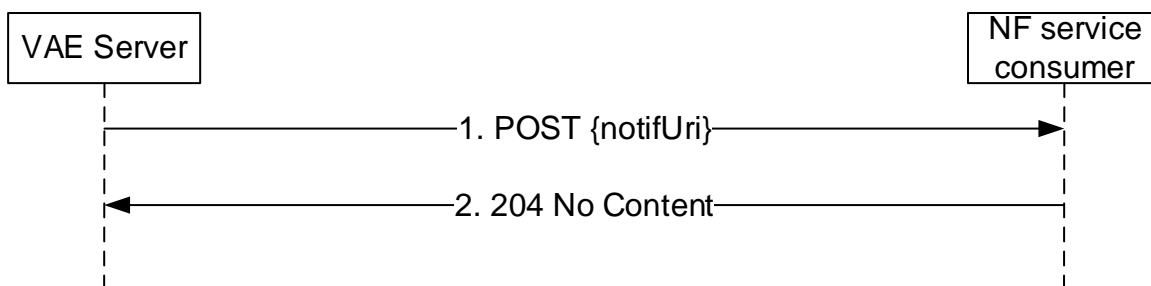 VAE Server
NF service
consumer
1. POST {notifUri}
2. 204 No Content